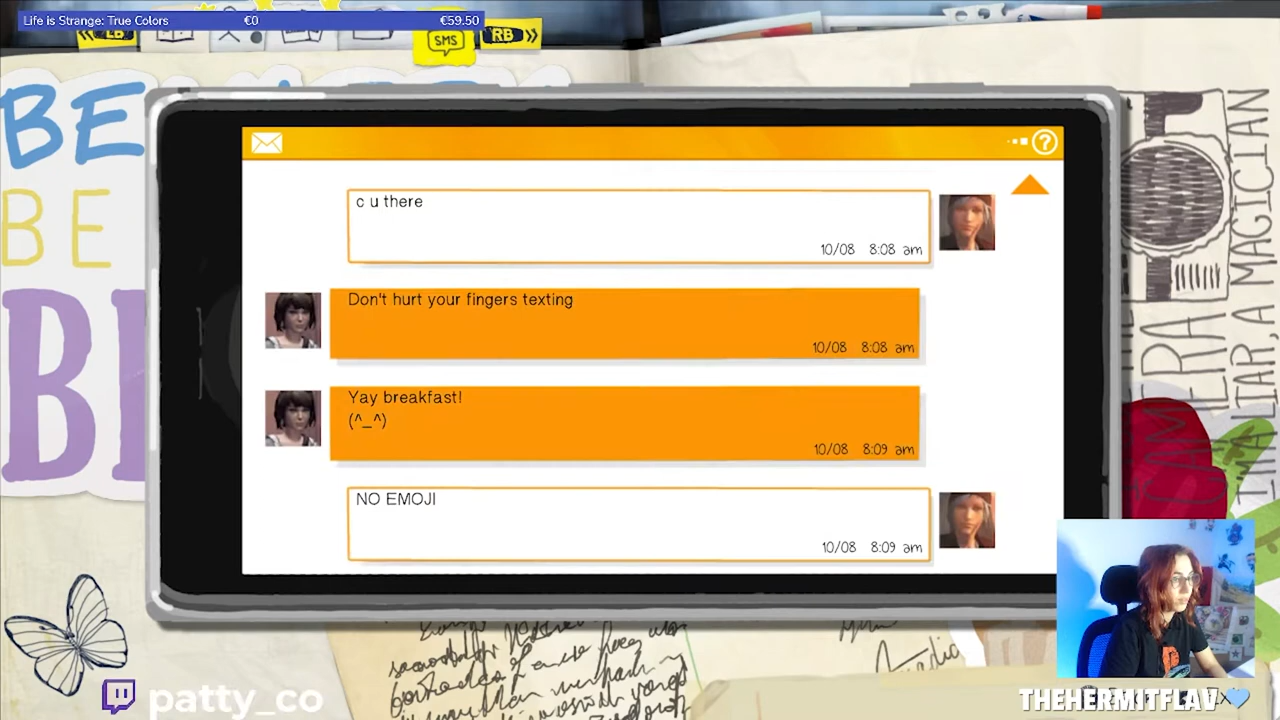 Life is Strange: True Colors €0 €59.50
LB
SMS
RB
BE
BE
c u there
10/08 8:08 am
Don't hurt your fingers texting
10/08 8:08 am
Yay breakfast!
(^_^)
10/08 8:09 am
NO EMOJI
10/08 8:09 am
A MAGICIAN
patty_co
THEHERMITFLAV